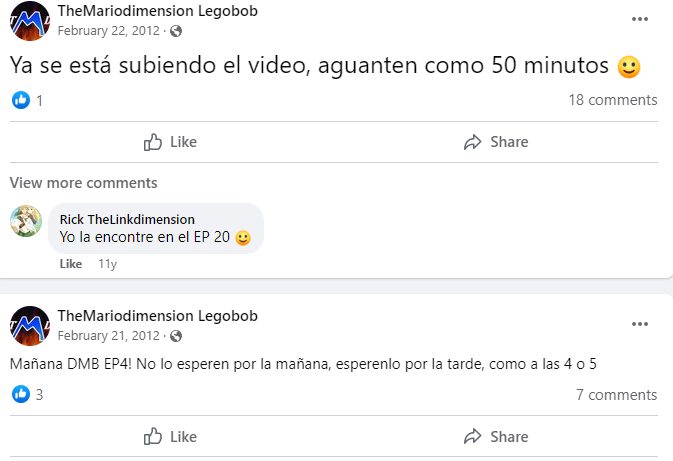 TheMariodimension Legobob
February 22, 2012 ·
Ya se está subiendo el video, aguanten como 50 minutos 🙂
1
18 comments
Like
Share
View more comments
Rick TheLinkdimension
Yo la encontre en el EP 20 🙂
Like 11y
TheMariodimension Legobob
February 21, 2012 ·
Mañana DMB EP4! No lo esperen por la mañana, esperenlo por la tarde, como a las 4 o 5
3
7 comments
Like
Share